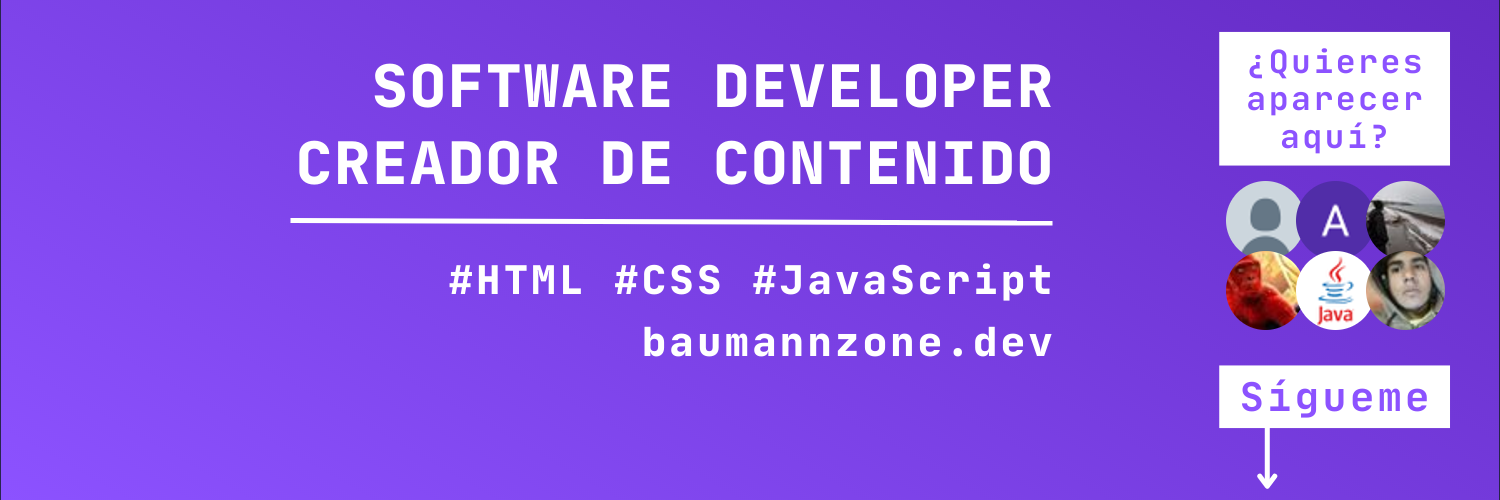 SOFTWARE DEVELOPER
CREADOR DE CONTENIDO
#HTML #CSS #JavaScript
baumannzone.dev
¿Quieres
aparecer
aquí?
A
Java
Sígueme